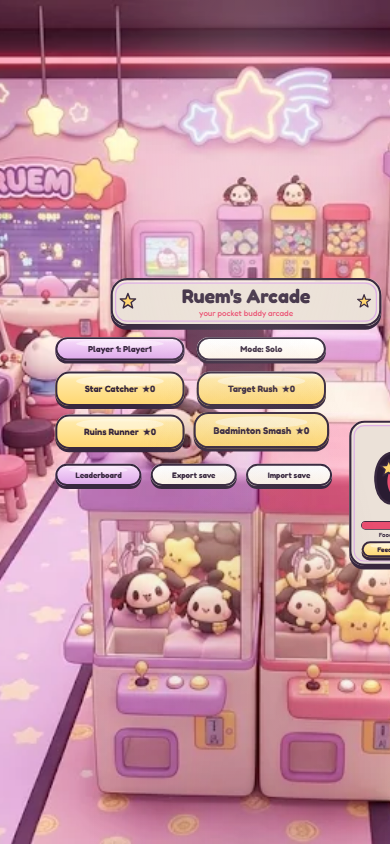 RUEM
Ruem's Arcade
your pocket buddy arcade
Player 1: Player1
Mode: Solo
Star Catcher ★0
Target Rush ★0
Ruins Runner ★0
Badminton Smash ★0
Leaderboard
Export save
Import save